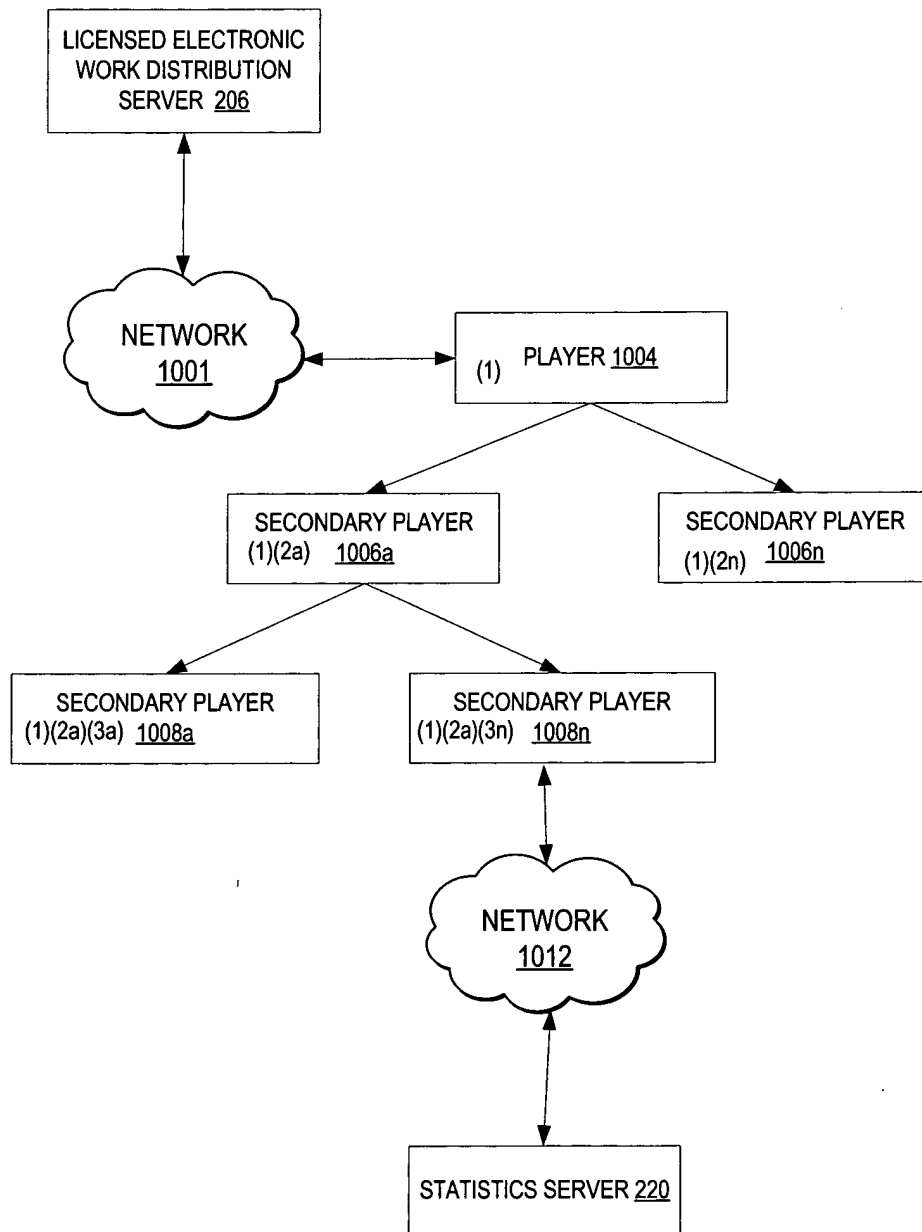 LICENSED ELECTRONIC
WORK DISTRIBUTION
SERVER 206
NETWORK
1001
PLAYER 1004
(1)
SECONDARY PLAYER
(1)(2a) 1006a
SECONDARY PLAYER
(1)(2n) 1006n
SECONDARY PLAYER
(1)(2a)(3a) 1008a
SECONDARY PLAYER
(1)(2a)(3n) 1008n
NETWORK
1012
STATISTICS SERVER 220